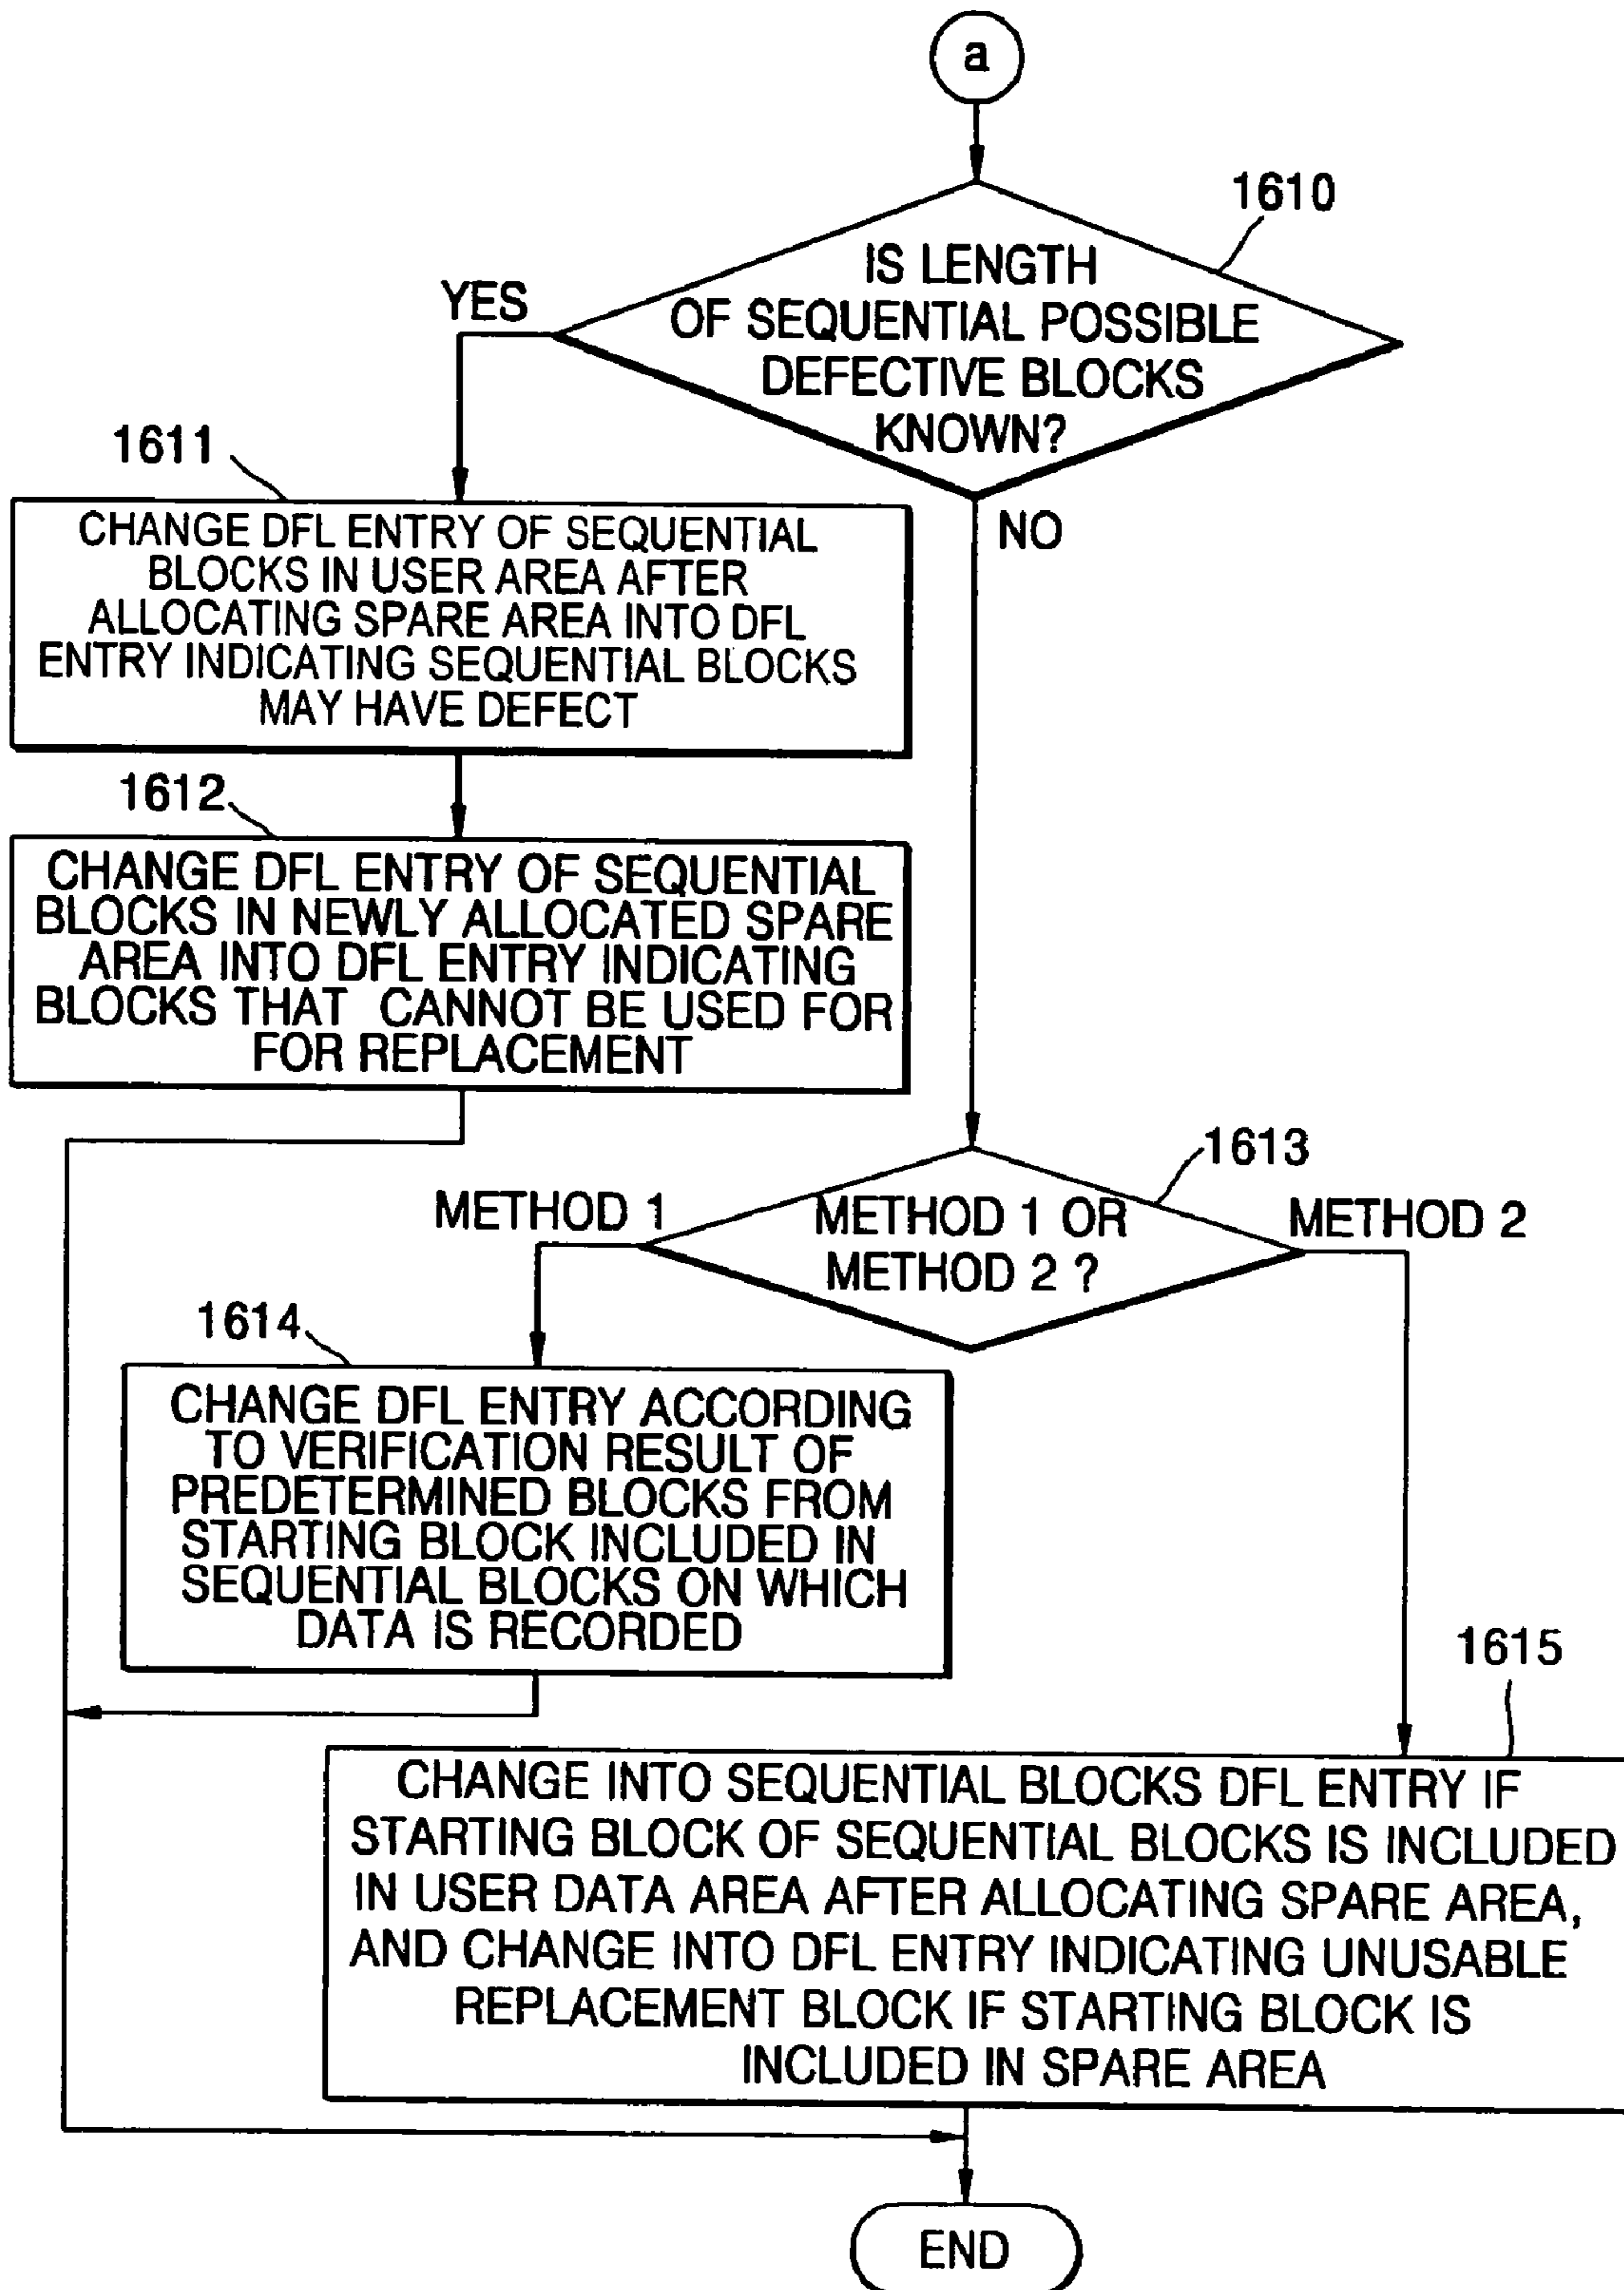 a
1610
IS LENGTH
OF SEQUENTIAL POSSIBLE
DEFECTIVE BLOCKS
KNOWN?
YES
NO
1611
CHANGE DFL ENTRY OF SEQUENTIAL
BLOCKS IN USER AREA AFTER
ALLOCATING SPARE AREA INTO DFL
ENTRY INDICATING SEQUENTIAL BLOCKS
MAY HAVE DEFECT
1612
CHANGE DFL ENTRY OF SEQUENTIAL
BLOCKS IN NEWLY ALLOCATED SPARE
AREA INTO DFL ENTRY INDICATING
BLOCKS THAT CANNOT BE USED FOR
FOR REPLACEMENT
1613
METHOD 1
METHOD 1 OR
METHOD 2 ?
METHOD 2
1614
CHANGE DFL ENTRY ACCORDING
TO VERIFICATION RESULT OF
PREDETERMINED BLOCKS FROM
STARTING BLOCK INCLUDED IN
SEQUENTIAL BLOCKS ON WHICH
DATA IS RECORDED
1615
CHANGE INTO SEQUENTIAL BLOCKS DFL ENTRY IF
STARTING BLOCK OF SEQUENTIAL BLOCKS IS INCLUDED
IN USER DATA AREA AFTER ALLOCATING SPARE AREA,
AND CHANGE INTO DFL ENTRY INDICATING UNUSABLE
REPLACEMENT BLOCK IF STARTING BLOCK IS
INCLUDED IN SPARE AREA
END